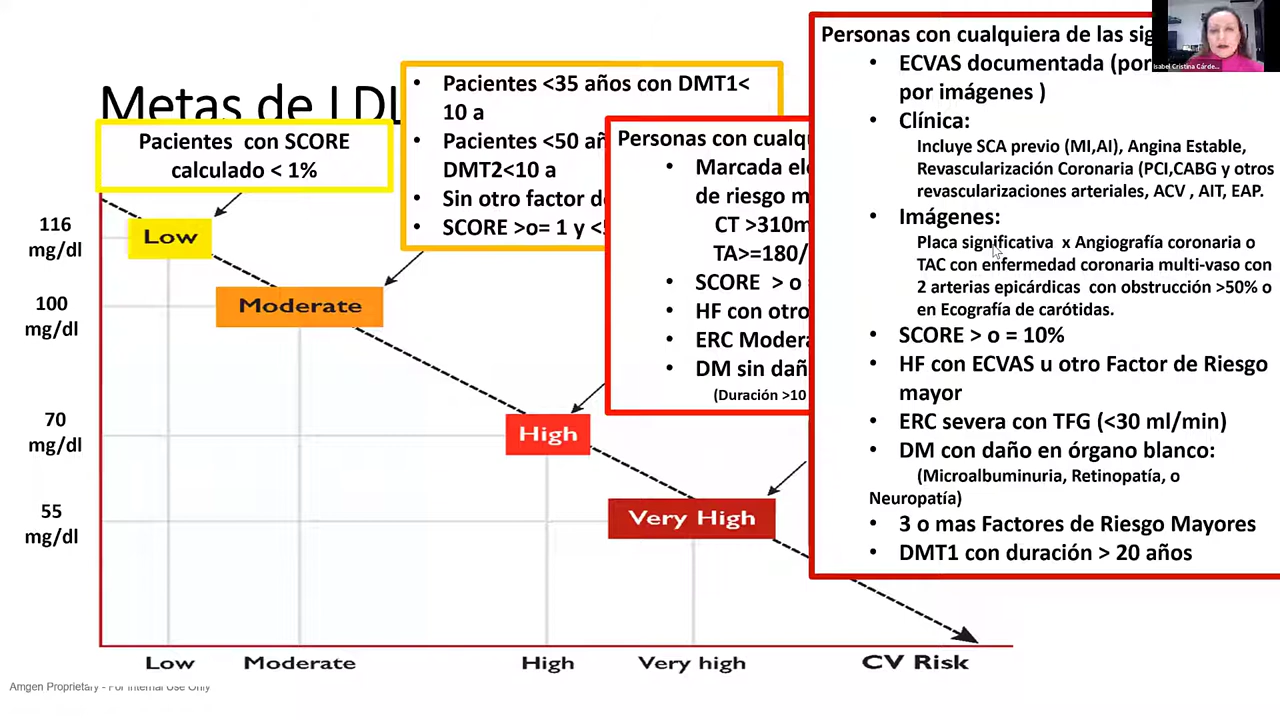 Metas de LDL
Pacientes con SCORE
calculado < 1%
• Pacientes <35 años con DMT1<
10 a
• Pacientes <50 añ
DMT2<10 a
• Sin otro factor d
• SCORE >o= 1 y <
Personas con cualq
• Marcada el
de riesgo m
CT >310m
TA>=180/
• SCORE > o
• HF con otro
• ERC Modera
• DM sin dañ
(Duración >10
Personas con cualquiera de las sig
• ECVAS documentada (por
por imágenes )
• Clínica:
Incluye SCA previo (MI,AI), Angina Estable,
Revascularización Coronaria (PCI,CABG y otros
revascularizaciones arteriales, ACV , AIT, EAP.
• Imágenes:
Placa significativa x Angiografía coronaria o
TAC con enfermedad coronaria multi-vaso con
2 arterias epicárdicas con obstrucción >50% o
en Ecografía de carótidas.
• SCORE > o = 10%
• HF con ECVAS u otro Factor de Riesgo
mayor
• ERC severa con TFG (<30 ml/min)
• DM con daño en órgano blanco:
(Microalbuminuria, Retinopatía, o
Neuropatía)
• 3 o mas Factores de Riesgo Mayores
• DMT1 con duración > 20 años
Isabel Cristina Cárde...
116
mg/dl
100
mg/dl
70
mg/dl
55
mg/dl
Low
Moderate
High
Very High
Low
Moderate
High
Very high
CV Risk
Amgen Proprietary - For Internal Use Only